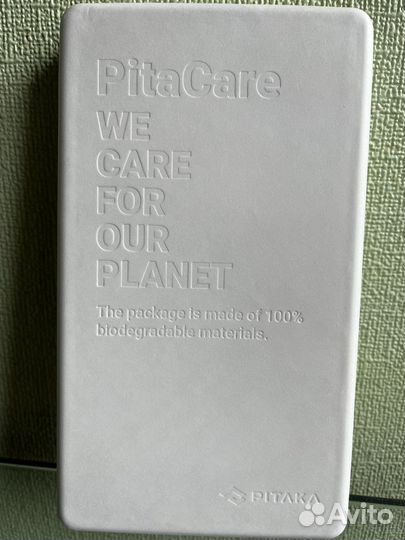 PitaCare
WE
CARE
FOR
OUR
PLANET
The package is made of 100%
biodegradable materials.
PITAKA
Avito